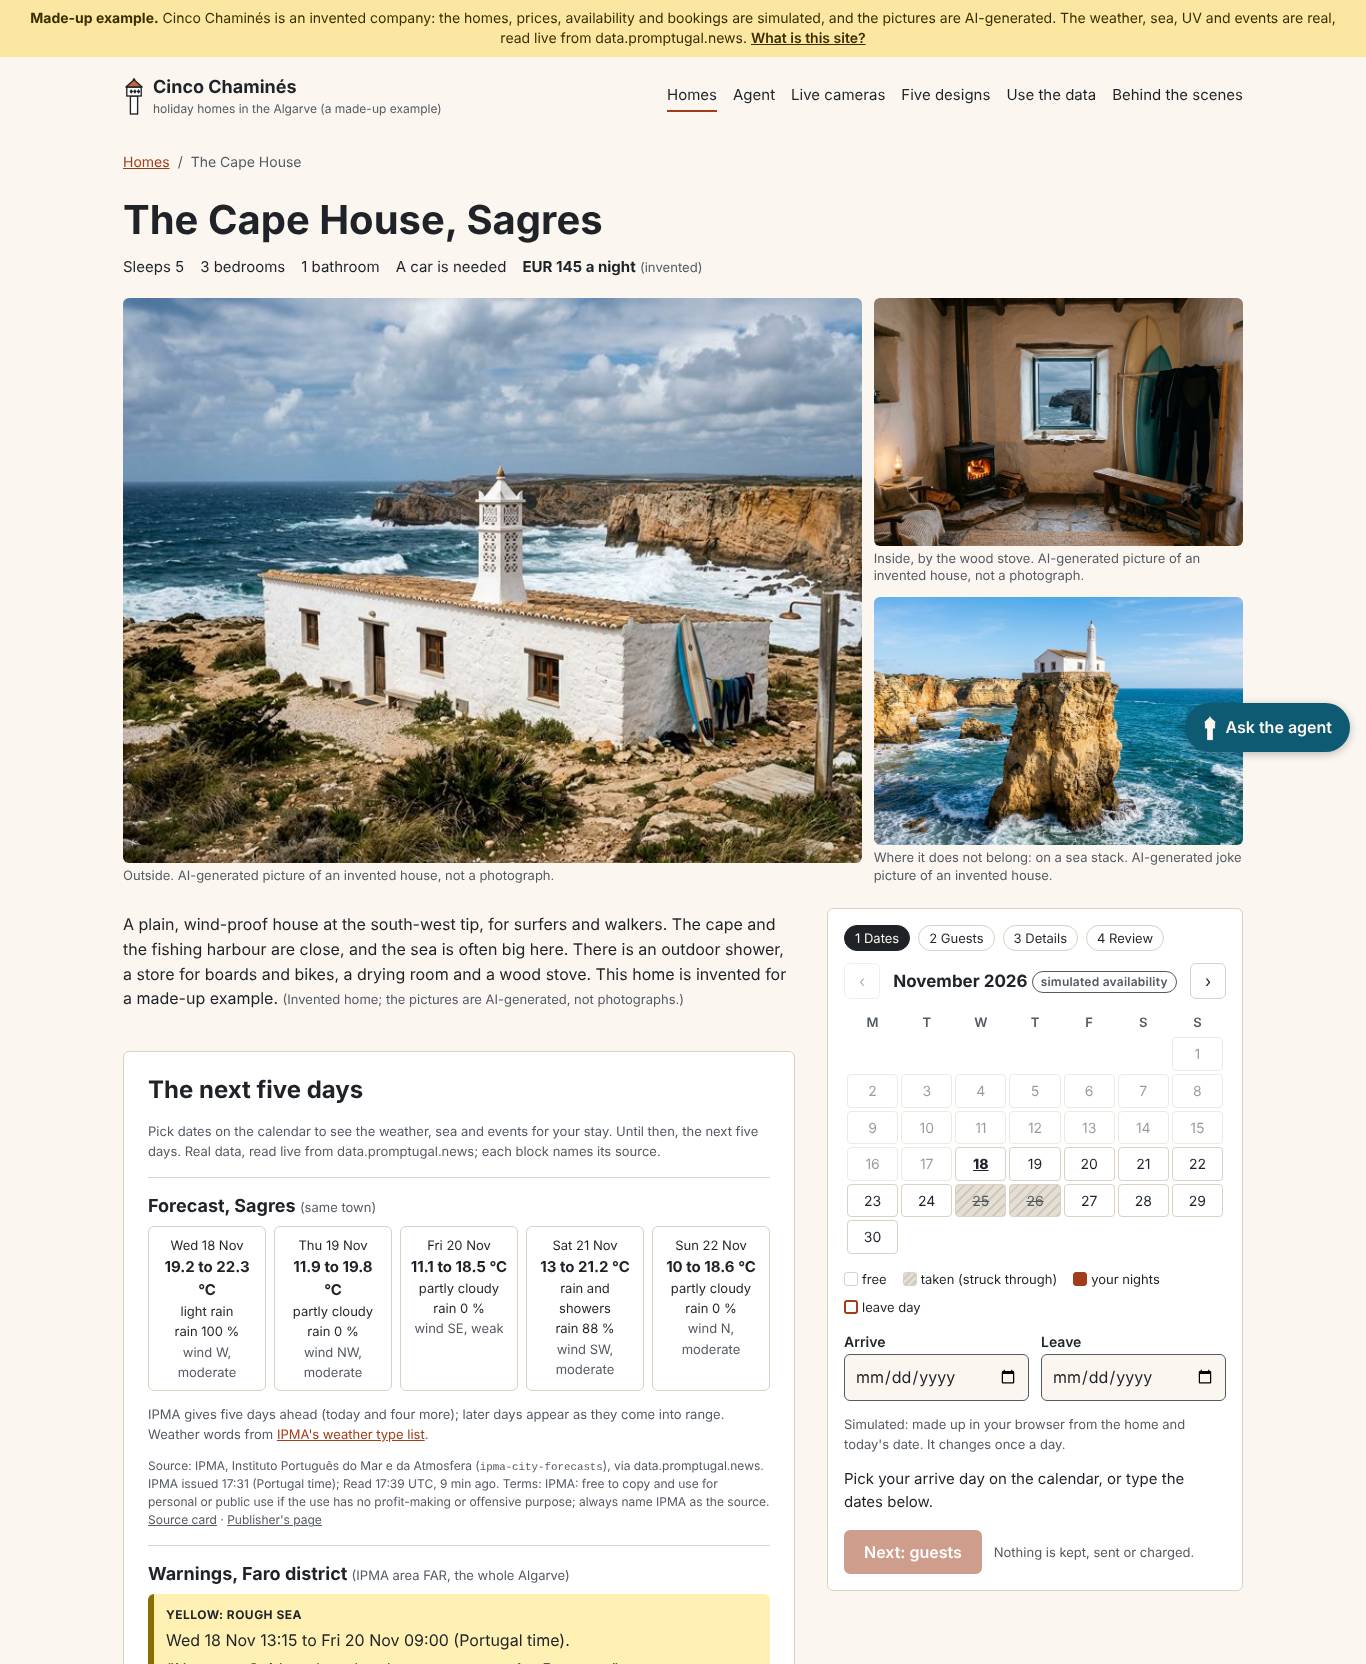 Made-up example. Cinco Chaminés is an invented company: the homes, prices, availability and bookings are simulated, and the pictures are AI-generated. The weather, sea, UV and events are real,
read live from data.promptugal.news. What is this site?
Cinco Chaminés
holiday homes in the Algarve (a made-up example)
Homes Agent Live cameras Five designs Use the data Behind the scenes
Homes / The Cape House
The Cape House, Sagres
Sleeps 5 3 bedrooms 1 bathroom A car is needed EUR 145 a night (invented)
Inside, by the wood stove. AI-generated picture of an
invented house, not a photograph.
Ask the agent
Outside. AI-generated picture of an invented house, not a photograph.
Where it does not belong: on a sea stack. AI-generated joke
picture of an invented house.
A plain, wind-proof house at the south-west tip, for surfers and walkers. The cape and
the fishing harbour are close, and the sea is often big here. There is an outdoor shower,
a store for boards and bikes, a drying room and a wood stove. This home is invented for
a made-up example. (Invented home; the pictures are AI-generated, not photographs.)
The next five days
Pick dates on the calendar to see the weather, sea and events for your stay. Until then, the next five
days. Real data, read live from data.promptugal.news; each block names its source.
Forecast, Sagres (same town)
Wed 18 Nov
19.2 to 22.3
°C
light rain
rain 100 %
wind W,
moderate
Thu 19 Nov
11.9 to 19.8
°C
partly cloudy
rain 0 %
wind NW,
moderate
Fri 20 Nov
11.1 to 18.5 °C
partly cloudy
rain 0 %
wind SE, weak
Sat 21 Nov
13 to 21.2 °C
rain and
showers
rain 88 %
wind SW,
moderate
Sun 22 Nov
10 to 18.6 °C
partly cloudy
rain 0 %
wind N,
moderate
IPMA gives five days ahead (today and four more); later days appear as they come into range.
Weather words from IPMA's weather type list.
Source: IPMA, Instituto Português do Mar e da Atmosfera (ipma-city-forecasts), via data.promptugal.news.
IPMA issued 17:31 (Portugal time); Read 17:39 UTC, 9 min ago. Terms: IPMA: free to copy and use for
personal or public use if the use has no profit-making or offensive purpose; always name IPMA as the source.
Source card · Publisher's page
Warnings, Faro district (IPMA area FAR, the whole Algarve)
YELLOW: ROUGH SEA
Wed 18 Nov 13:15 to Fri 20 Nov 09:00 (Portugal time).
1 Dates 2 Guests 3 Details 4 Review
‹ November 2026 simulated availability ›
M T W T F S S
1
2 3 4 5 6 7 8
9 10 11 12 13 14 15
16 17 18 19 20 21 22
23 24 25 26 27 28 29
30
free taken (struck through) your nights
leave day
Arrive Leave
mm/dd/yyyy mm/dd/yyyy
Simulated: made up in your browser from the home and
today's date. It changes once a day.
Pick your arrive day on the calendar, or type the
dates below.
Next: guests Nothing is kept, sent or charged.